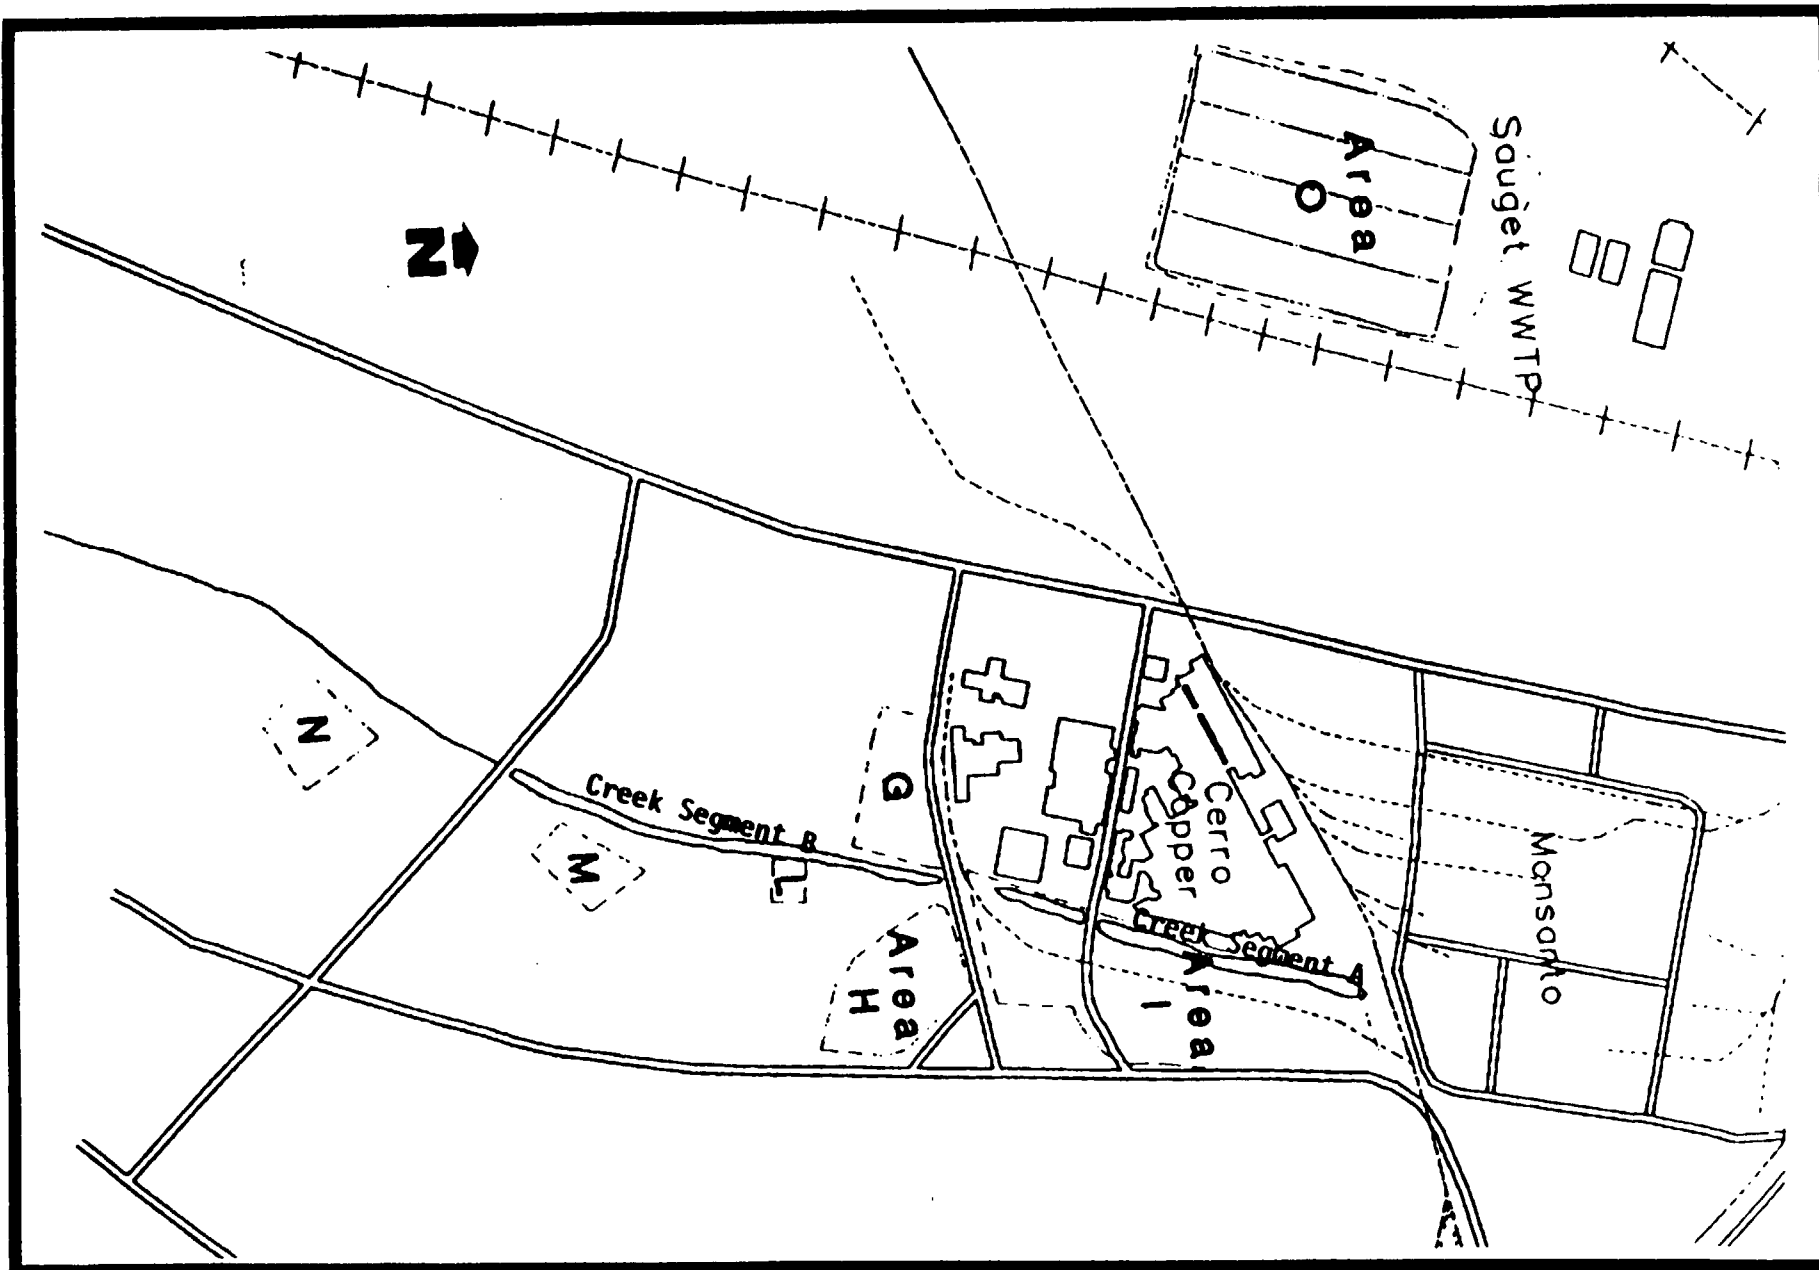 Area
O
Sauget WWTP
N
N
M
L
G
Creek Segment B
Area
H
Cerro
Copper
Creek Segment A
Area
I
Monsanto